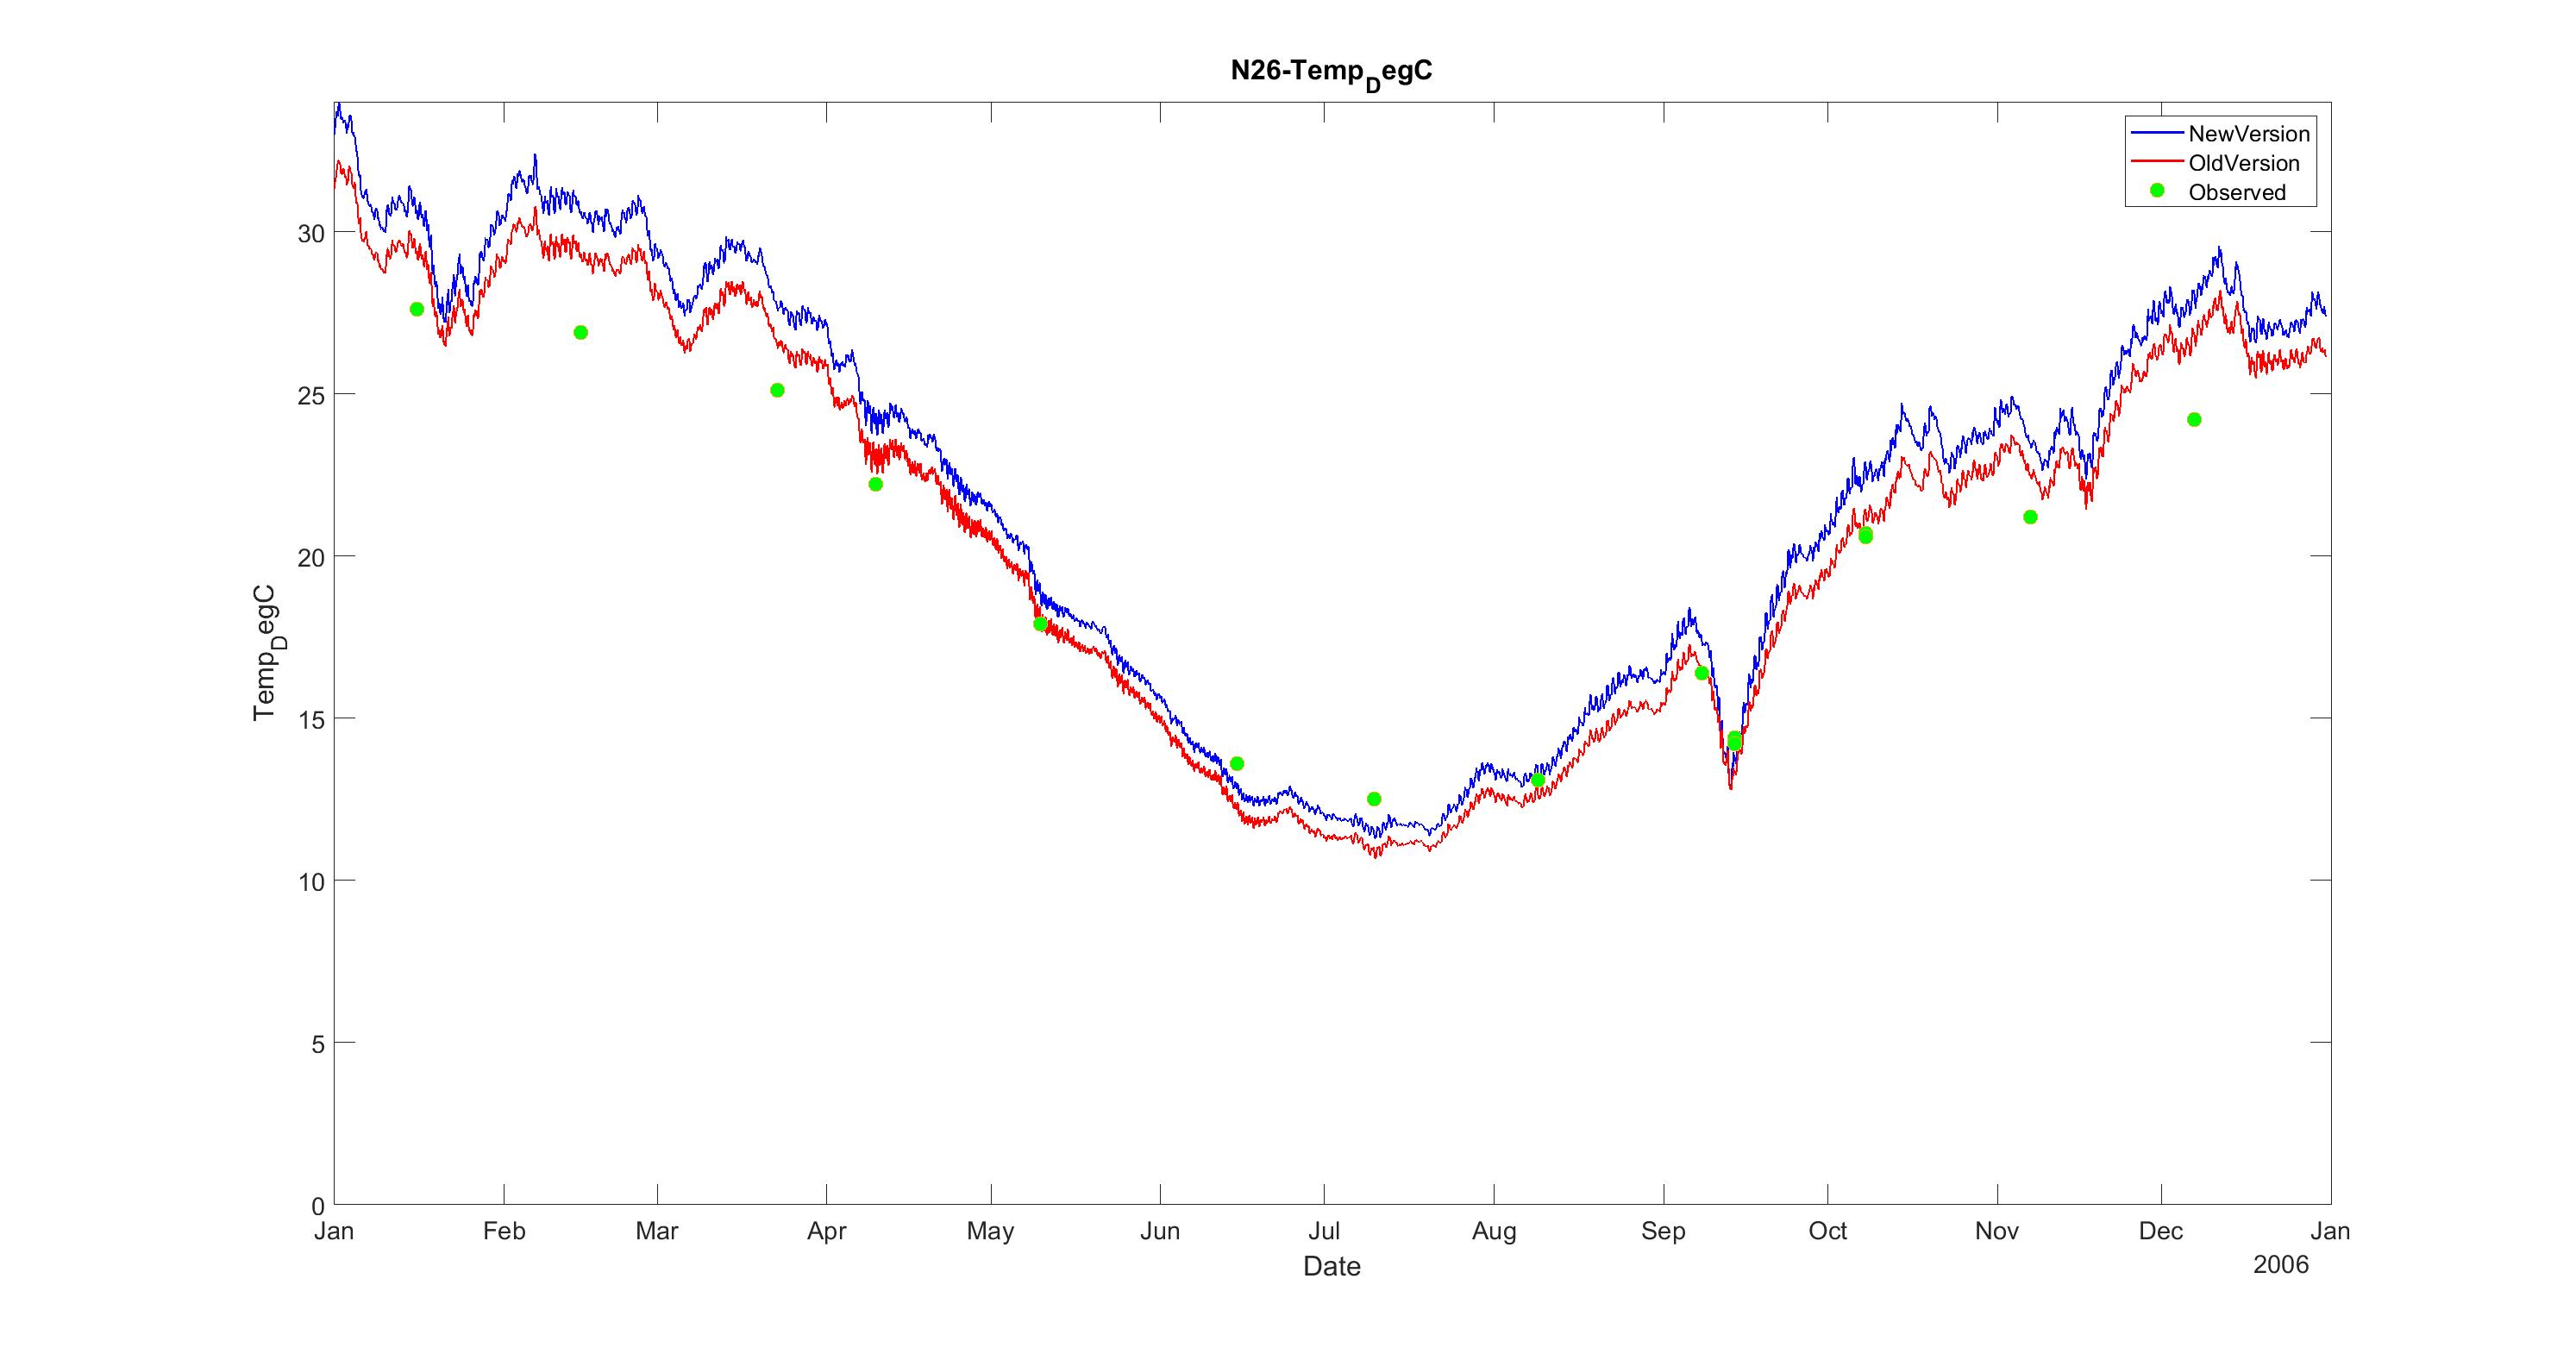 N26-Temp_DegC
NewVersion
OldVersion
Observed
30
25
20
15
10
5
0
Temp_DegC
Jan Feb Mar Apr May Jun Jul Aug Sep Oct Nov Dec Jan
Date
2006